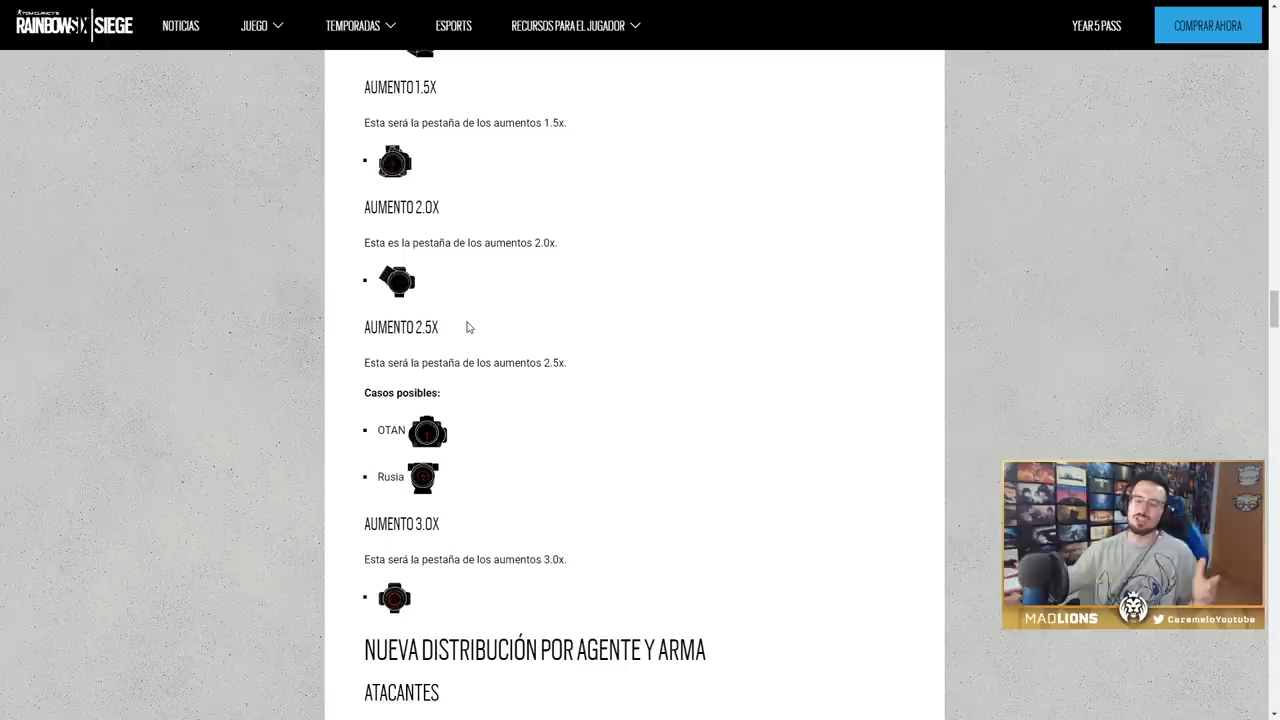 TOM CLANCY'S
RAINBOWSIX|SIEGE
NOTICIAS
JUEGO
TEMPORADAS
ESPORTS
RECURSOS PARA EL JUGADOR
YEAR 5 PASS
COMPRAR AHORA
AUMENTO 1.5X
Esta será la pestaña de los aumentos 1.5x.
AUMENTO 2.0X
Esta es la pestaña de los aumentos 2.0x.
AUMENTO 2.5X
Esta será la pestaña de los aumentos 2.5x.
Casos posibles:
OTAN
Rusia
AUMENTO 3.0X
Esta será la pestaña de los aumentos 3.0x.
NUEVA DISTRIBUCIÓN POR AGENTE Y ARMA
ATACANTES
MADLIONS
CarameloYoutube